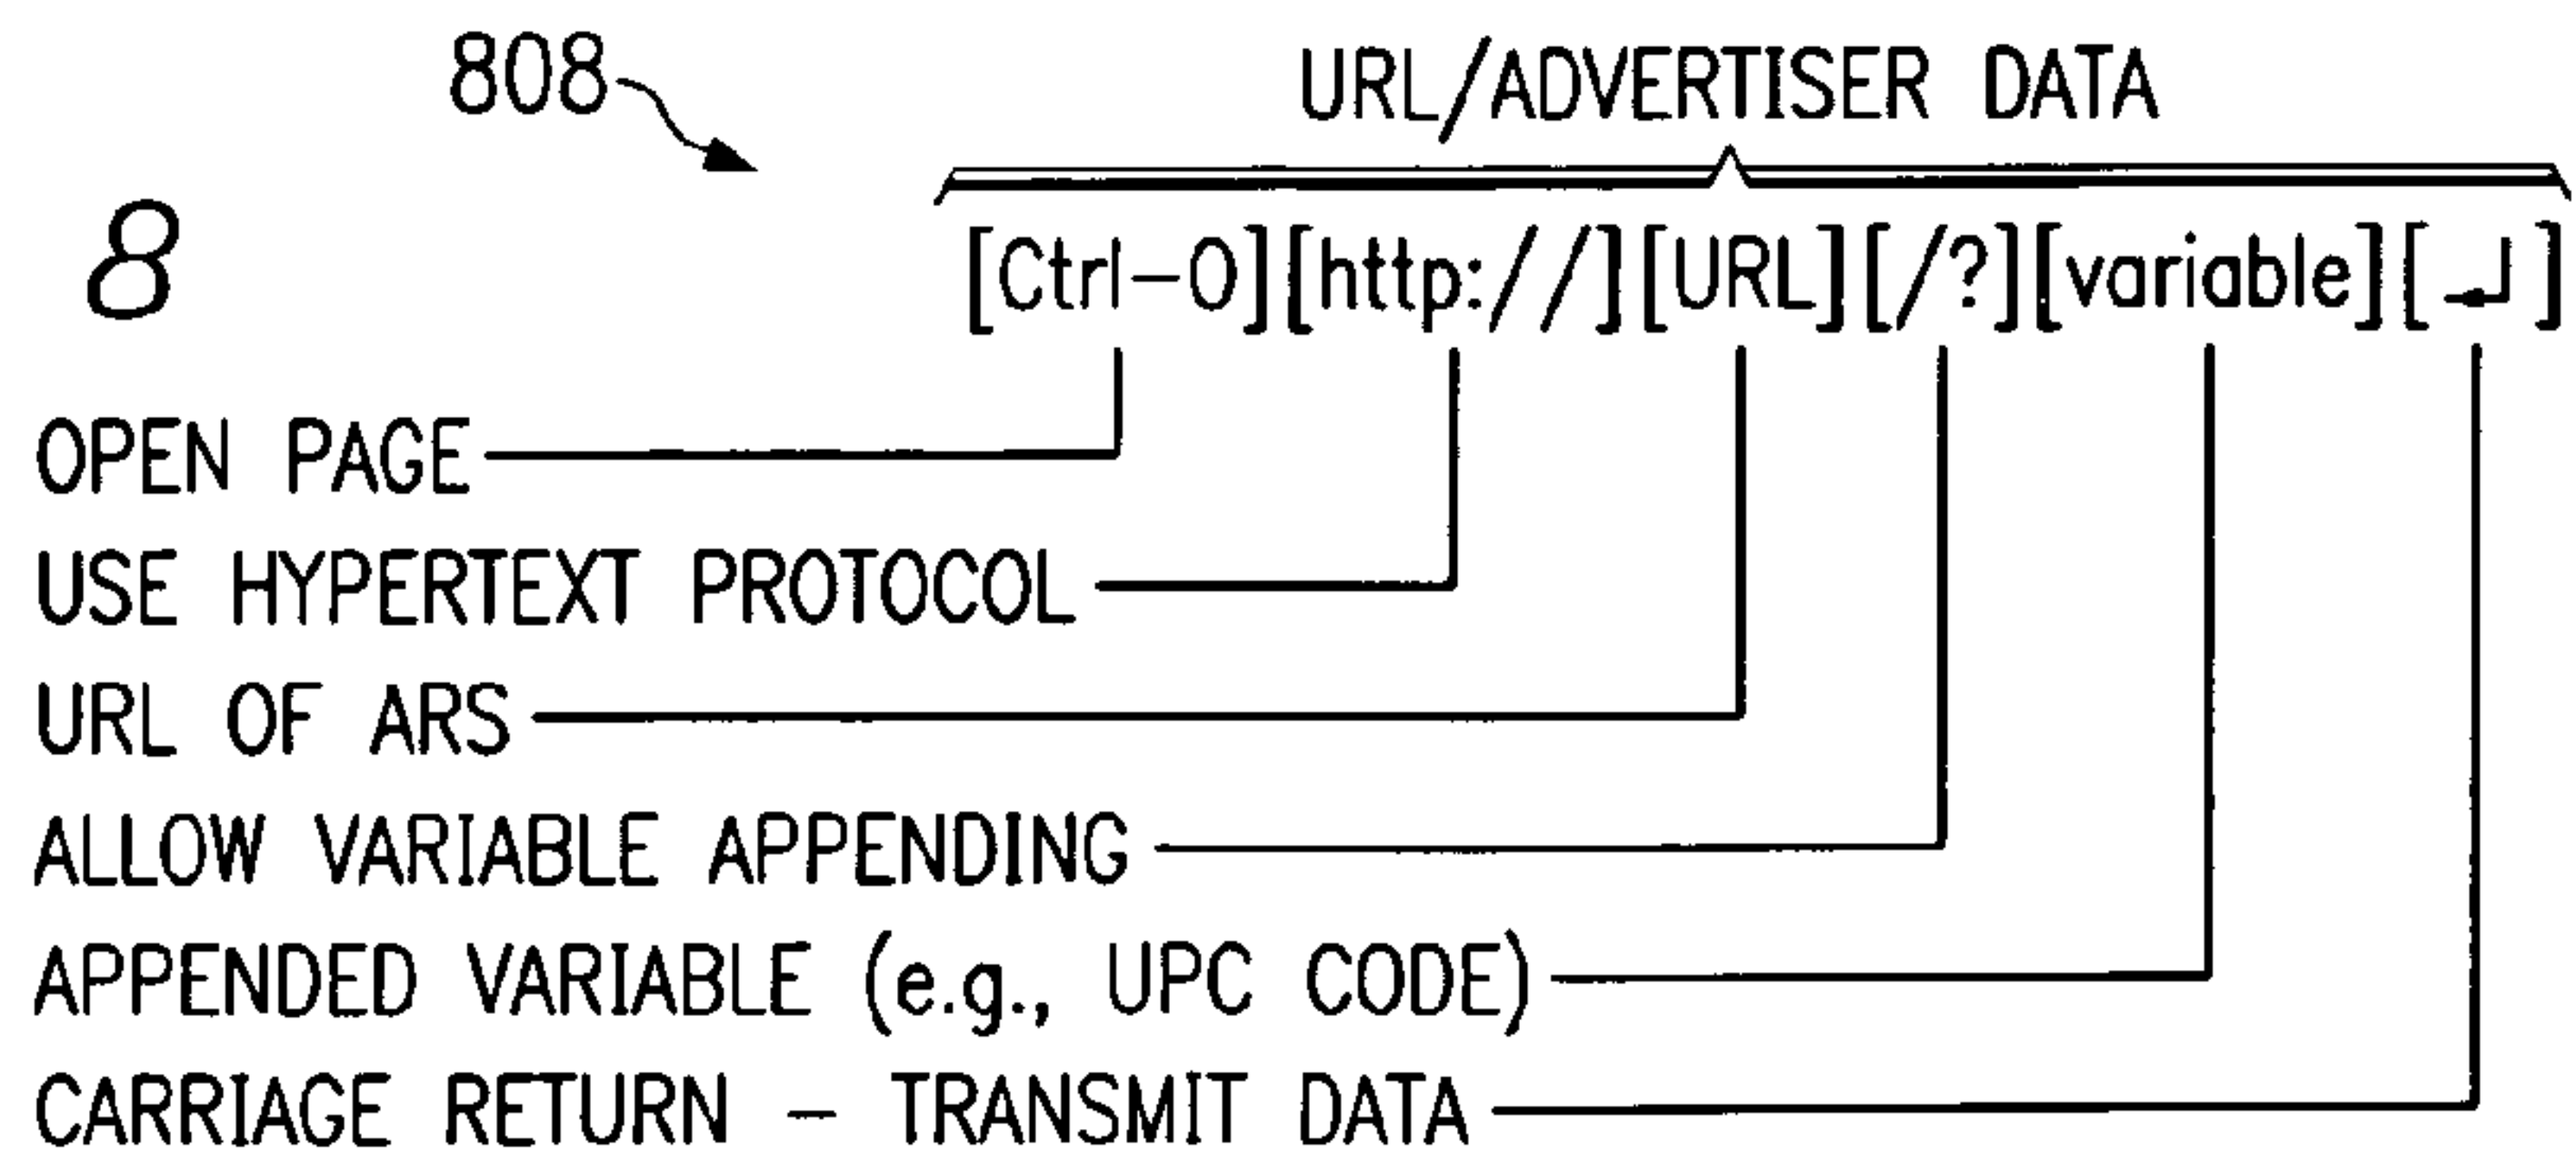 808
URL/ADVERTISER DATA
8
[Ctrl-O][http://][URL][/?][variable][↵]
OPEN PAGE
USE HYPERTEXT PROTOCOL
URL OF ARS
ALLOW VARIABLE APPENDING
APPENDED VARIABLE (e.g., UPC CODE)
CARRIAGE RETURN - TRANSMIT DATA